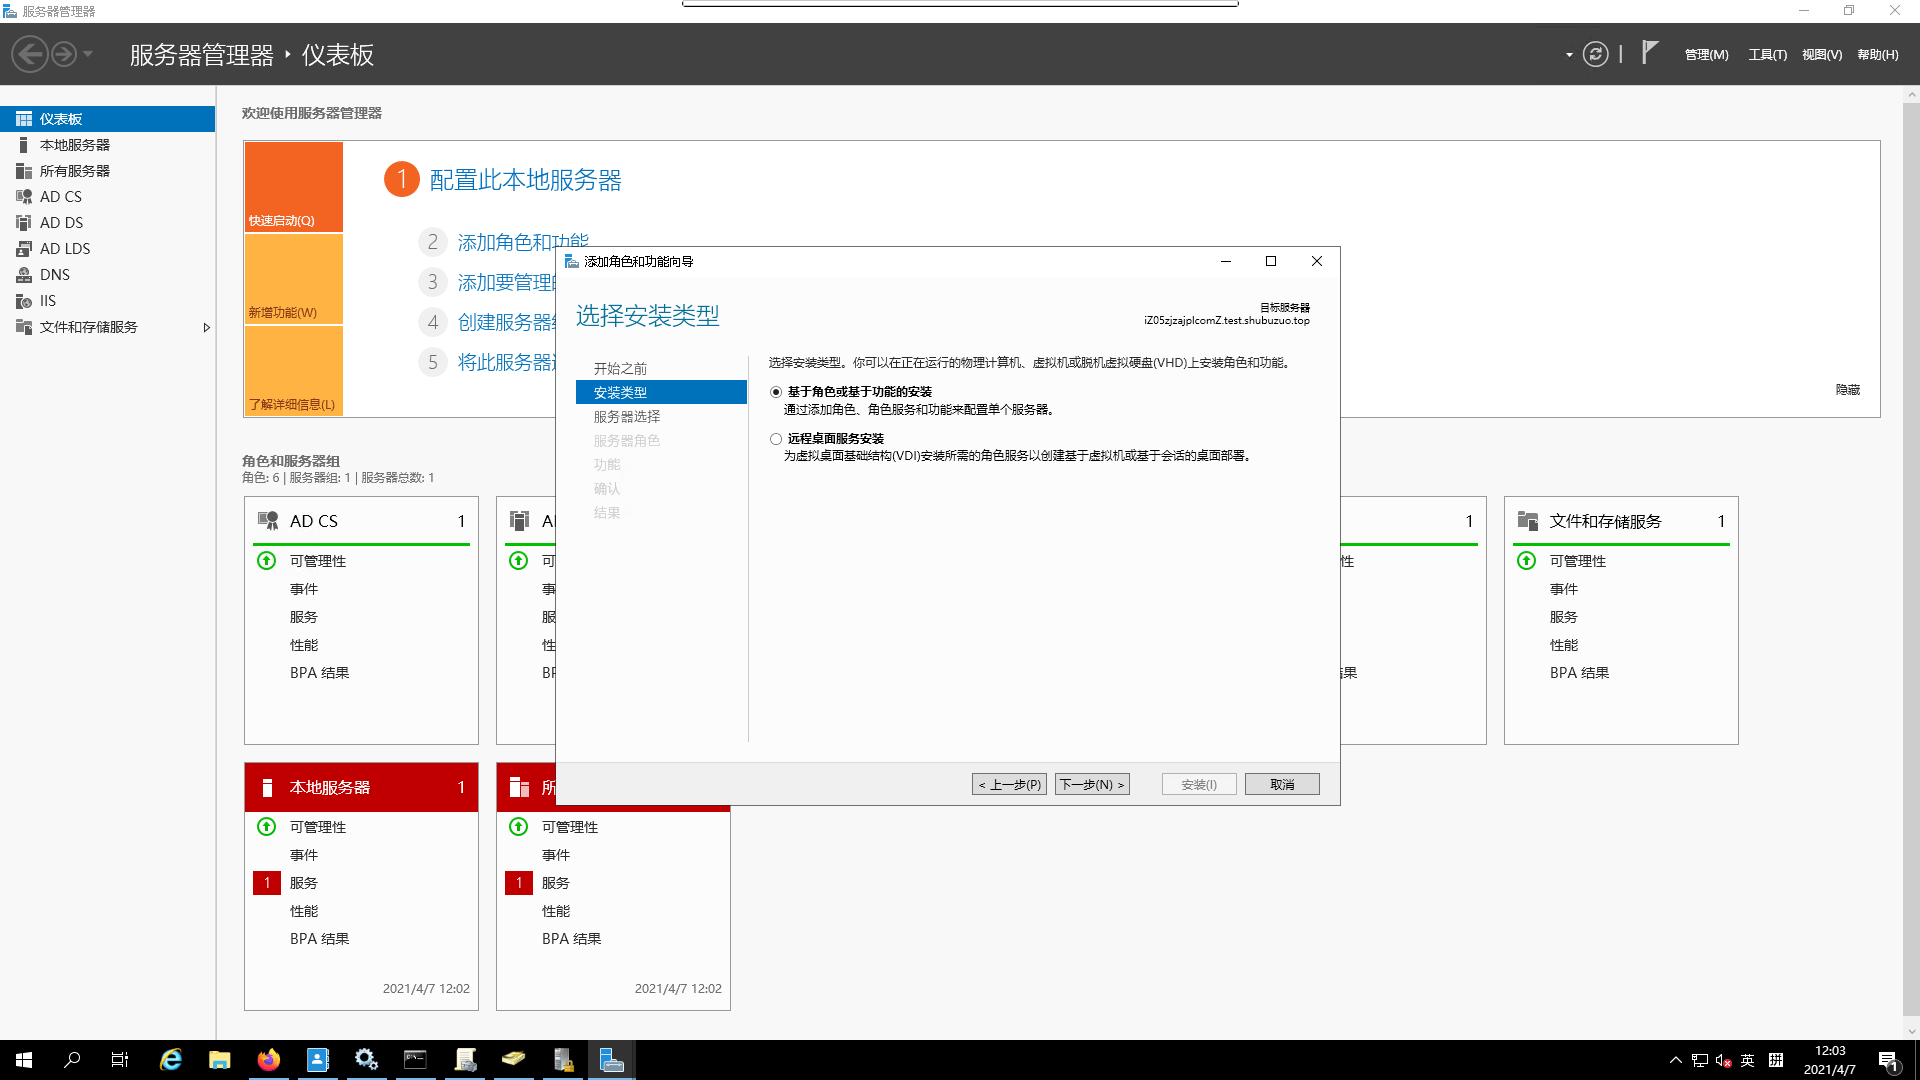 服务器管理器
服务器管理器 ‣ 仪表板
管理(M) 工具(T) 视图(V) 帮助(H)
仪表板
本地服务器
所有服务器
AD CS
AD DS
AD LDS
DNS
IIS
文件和存储服务
欢迎使用服务器管理器
快速启动(Q)
新增功能(W)
了解详细信息(L)
1 配置此本地服务器
2 添加角色和功能
3 添加要管理
4 创建服务器
5 将此服务器
隐藏
添加角色和功能向导
选择安装类型
目标服务器
iZ05zjzajplcomZ.test.shubuzuo.top
开始之前
安装类型
服务器选择
服务器角色
功能
确认
结果
选择安装类型。你可以在正在运行的物理计算机、虚拟机或脱机虚拟硬盘(VHD)上安装角色和功能。
基于角色或基于功能的安装
通过添加角色、角色服务和功能来配置单个服务器。
远程桌面服务安装
为虚拟桌面基础结构(VDI)安装所需的角色服务以创建基于虚拟机或基于会话的桌面部署。
< 上一步(P) 下一步(N) > 安装(I) 取消
角色和服务器组
角色: 6 | 服务器组: 1 | 服务器总数: 1
AD CS 1
可管理性
事件
服务
性能
BPA 结果
A
可
事
服
性
BP
1
性
果
文件和存储服务 1
可管理性
事件
服务
性能
BPA 结果
本地服务器 1
可管理性
事件
1 服务
性能
BPA 结果
2021/4/7 12:02
所
可管理性
事件
1 服务
性能
BPA 结果
2021/4/7 12:02
英
12:03
2021/4/7
1